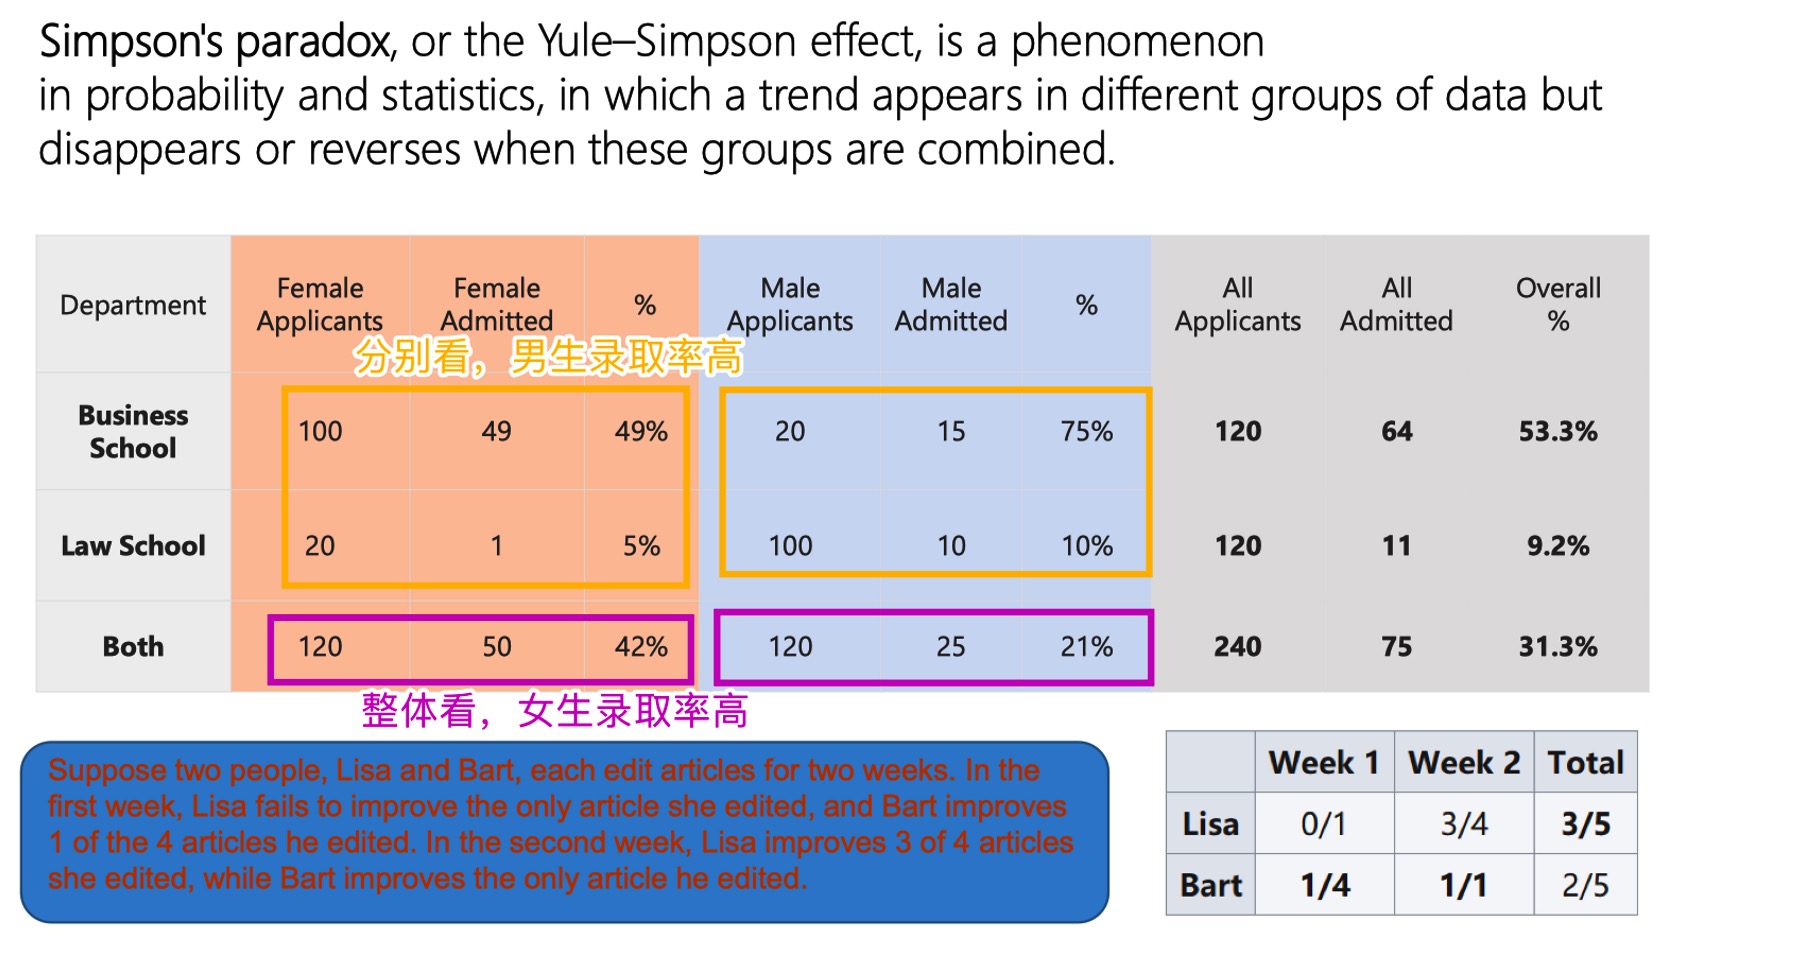 Simpson's paradox, or the Yule–Simpson effect, is a phenomenon
in probability and statistics, in which a trend appears in different groups of data but
disappears or reverses when these groups are combined.
Department Female Applicants Female Admitted % Male Applicants Male Admitted % All Applicants All Admitted Overall %
分别看，男生录取率高
Business School 100 49 49% 20 15 75% 120 64 53.3%
Law School 20 1 5% 100 10 10% 120 11 9.2%
Both 120 50 42% 120 25 21% 240 75 31.3%
整体看，女生录取率高
Suppose two people, Lisa and Bart, each edit articles for two weeks. In the
first week, Lisa fails to improve the only article she edited, and Bart improves
1 of the 4 articles he edited. In the second week, Lisa improves 3 of 4 articles
she edited, while Bart improves the only article he edited.
Week 1 Week 2 Total
Lisa 0/1 3/4 3/5
Bart 1/4 1/1 2/5